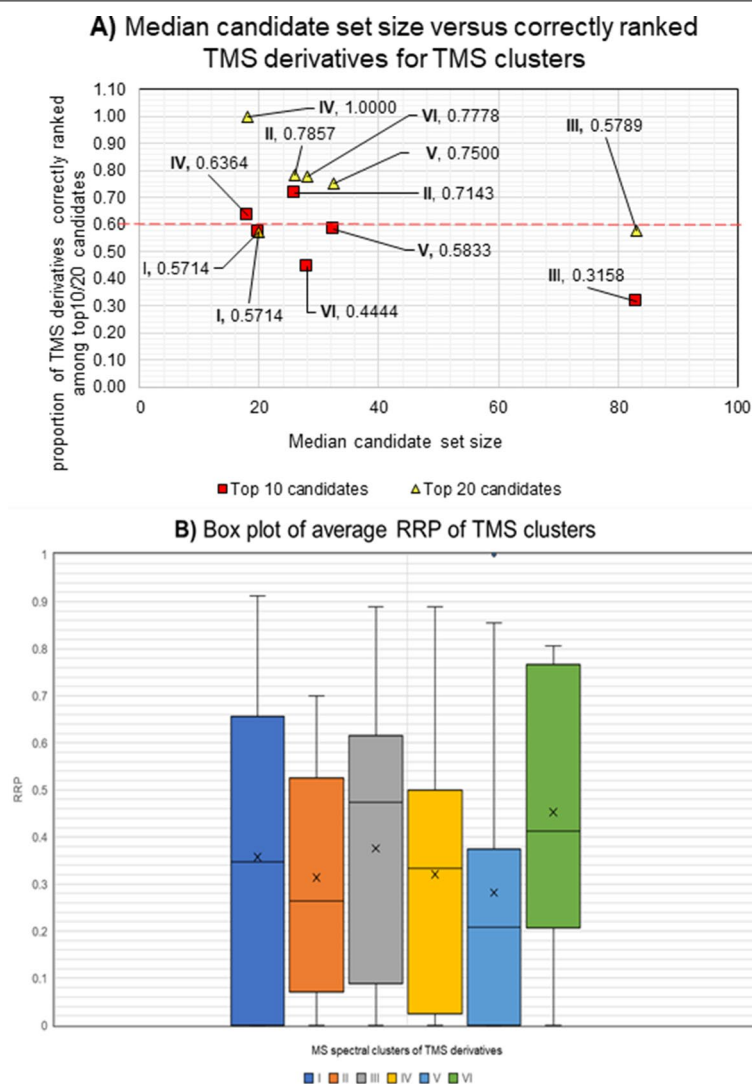 A) Median candidate set size versus correctly ranked
TMS derivatives for TMS clusters
proportion of TMS derivatives correctly ranked
among top10/20 candidates
1.10
1.00
0.90
0.80
0.70
0.60
0.50
0.40
0.30
0.20
0.10
0.00
IV, 1.0000
II, 0.7857
VI, 0.7778
III, 0.5789
V, 0.7500
IV, 0.6364
II, 0.7143
V, 0.5833
I, 0.5714
III, 0.3158
I, 0.5714
VI, 0.4444
0 20 40 60 80 100
Median candidate set size
Top 10 candidates Top 20 candidates
B) Box plot of average RRP of TMS clusters
1
0.9
0.8
0.7
0.6
0.5
0.4
0.3
0.2
0.1
0
RRP
MS spectral clusters of TMS derivatives
I II III IV V VI